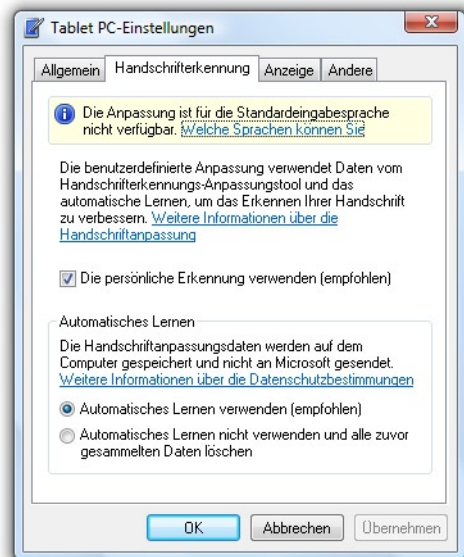 Tablet PC-Einstellungen
Allgemein Handschrifterkennung Anzeige Andere
Die Anpassung ist für die Standardeingabesprache
nicht verfügbar. Welche Sprachen können Sie
Die benutzerdefinierte Anpassung verwendet Daten vom
Handschrifterkennungs-Anpassungstool und das
automatische Lernen, um das Erkennen Ihrer Handschrift
zu verbessern. Weitere Informationen über die
Handschriftanpassung
Die persönliche Erkennung verwenden (empfohlen)
Automatisches Lernen
Die Handschriftanpassungsdaten werden auf dem
Computer gespeichert und nicht an Microsoft gesendet.
Weitere Informationen über die Datenschutzbestimmungen
Automatisches Lernen verwenden (empfohlen)
Automatisches Lernen nicht verwenden und alle zuvor
gesammelten Daten löschen
OK Abbrechen Übernehmen